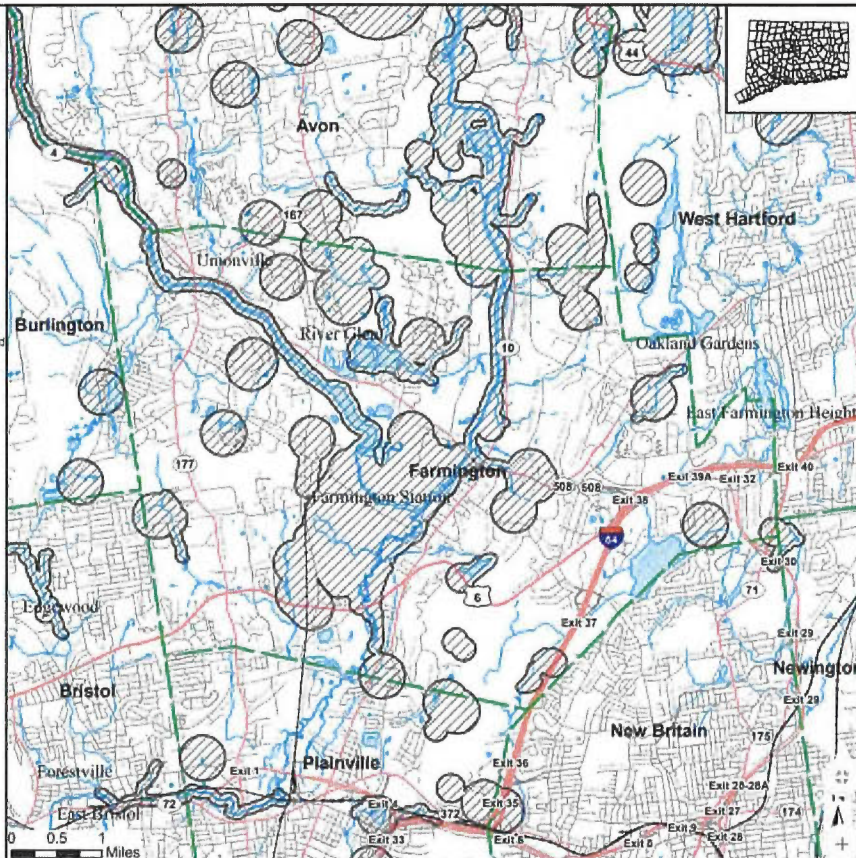 44
Avon
4
167
West Hartford
Unionville
Burlington
River Glen
10
Oakland Gardens
East Farmington Height
177
Farmington
Exit 40
Exit 39A
Exit 32
508
508
Exit 38
Farmington Station
84
Exit 30
6
71
Edgewood
Exit 37
Exit 29
Newington
Bristol
Exit 29
New Britain
175
Plainville
Exit 36
Forestville
Exit 1
Exit 28-28A
72
372
Exit 35
Exit 27
174
East Bristol
Exit 33
Exit 9
Exit 8
Exit 28
0 0.5 1
Miles